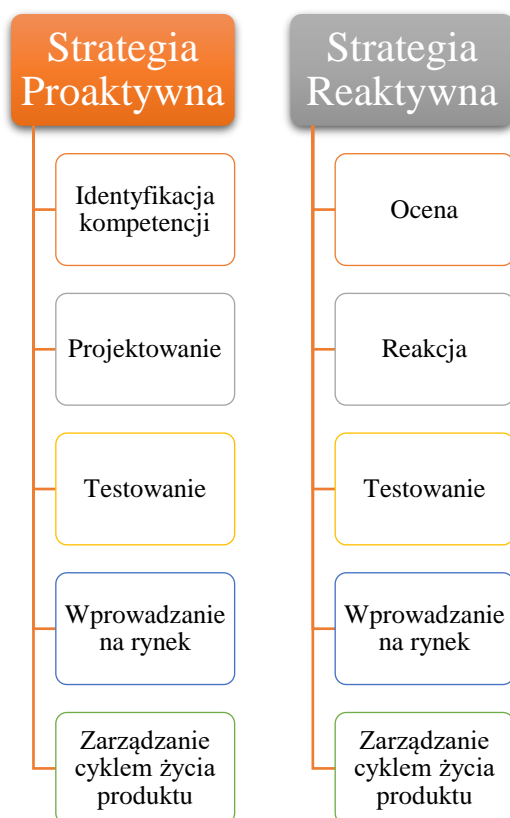 Strategia
Proaktywna
Identyfikacja
kompetencji
Projektowanie
Testowanie
Wprowadzanie
na rynek
Zarządzanie
cyklem życia
produktu
Strategia
Reaktywna
Ocena
Reakcja
Testowanie
Wprowadzanie
na rynek
Zarządzanie
cyklem życia
produktu